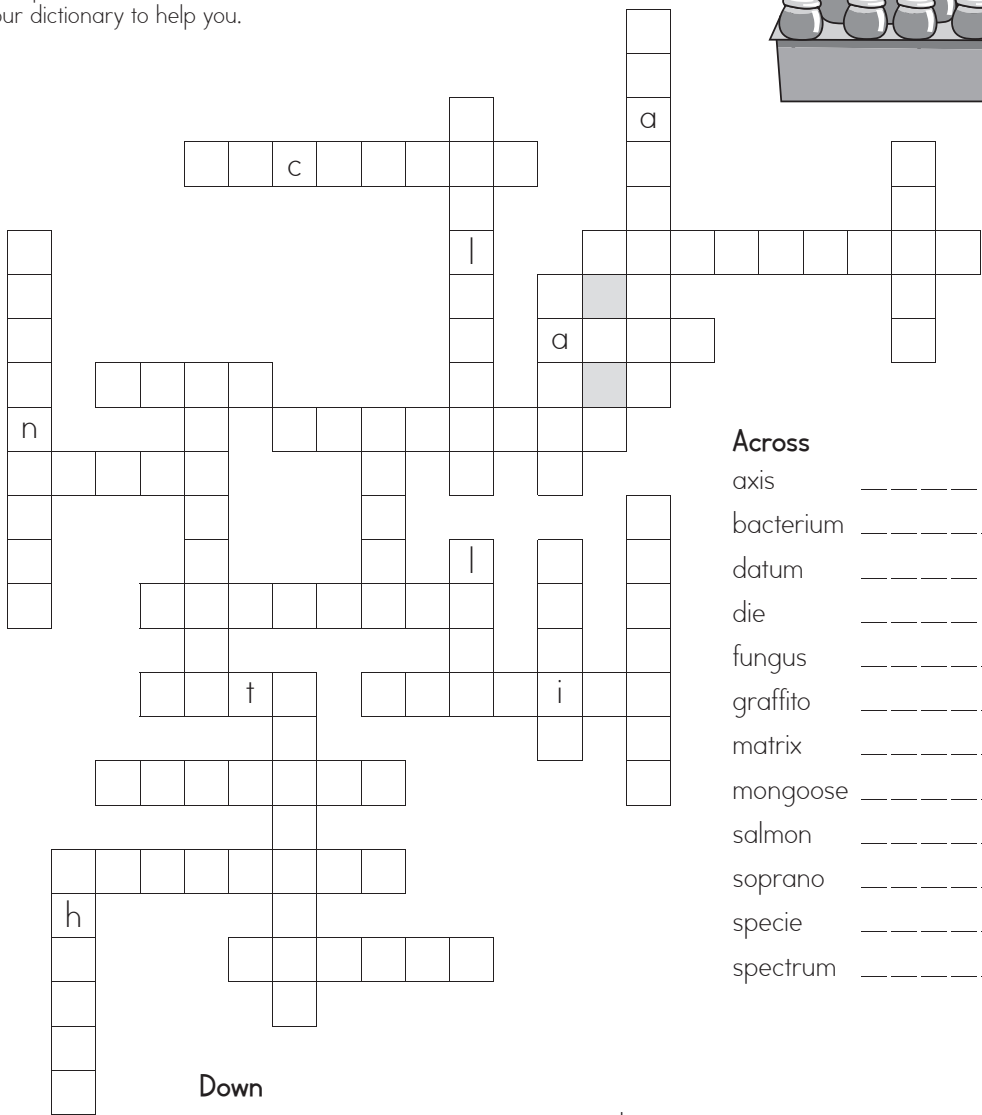 our dictionary to help you.
a
c
l
a
n
l
t
i
h
Across
axis
bacterium
datum
die
fungus
graffito
matrix
mongoose
salmon
soprano
specie
spectrum
Down